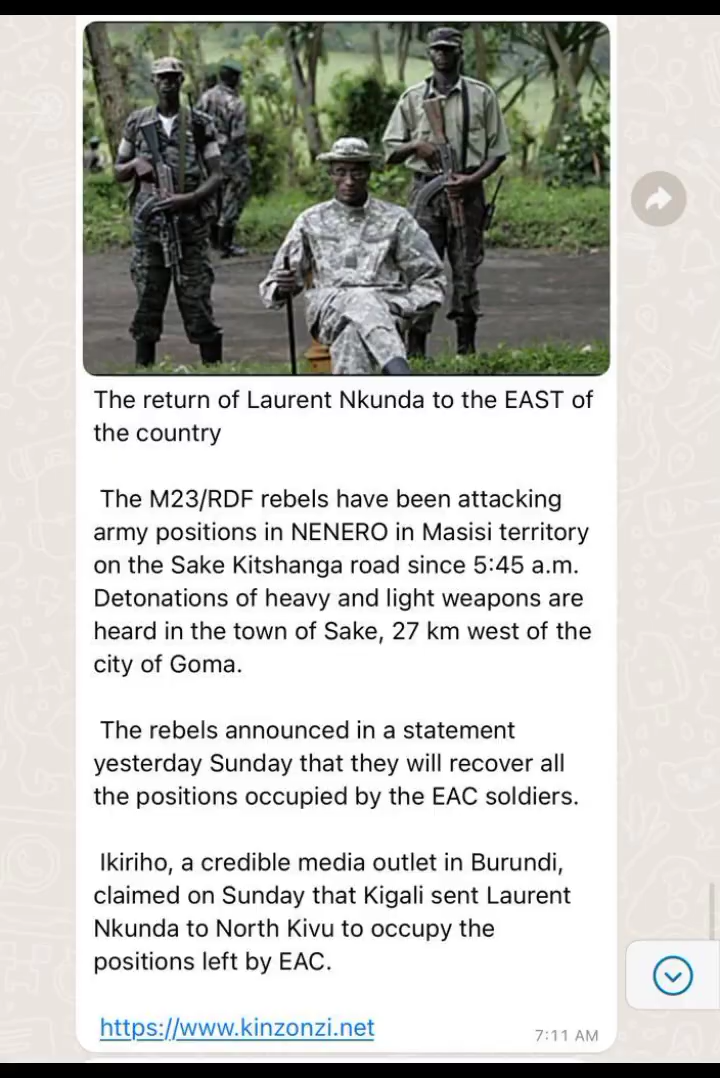 The return of Laurent Nkunda to the EAST of
the country
The M23/RDF rebels have been attacking
army positions in NENERO in Masisi territory
on the Sake Kitshanga road since 5:45 a.m.
Detonations of heavy and light weapons are
heard in the town of Sake, 27 km west of the
city of Goma.
The rebels announced in a statement
yesterday Sunday that they will recover all
the positions occupied by the EAC soldiers.
Ikiriho, a credible media outlet in Burundi,
claimed on Sunday that Kigali sent Laurent
Nkunda to North Kivu to occupy the
positions left by EAC.
https://www.kinzonzi.net
7:11 AM